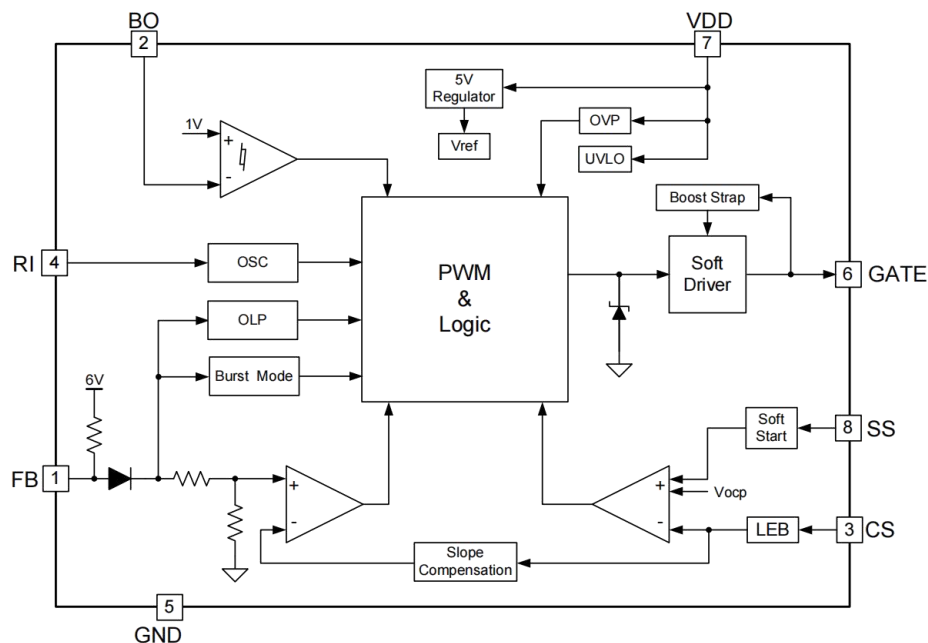 BO
2
VDD
7
5V
Regulator
Vref
OVP
UVLO
1V
+
-
Boost Strap
RI
4
OSC
PWM
&
Logic
Soft
Driver
6
GATE
OLP
Burst Mode
6V
FB
1
+
-
Soft
Start
8
SS
+
Vocp
-
LEB
3
CS
Slope
Compensation
5
GND